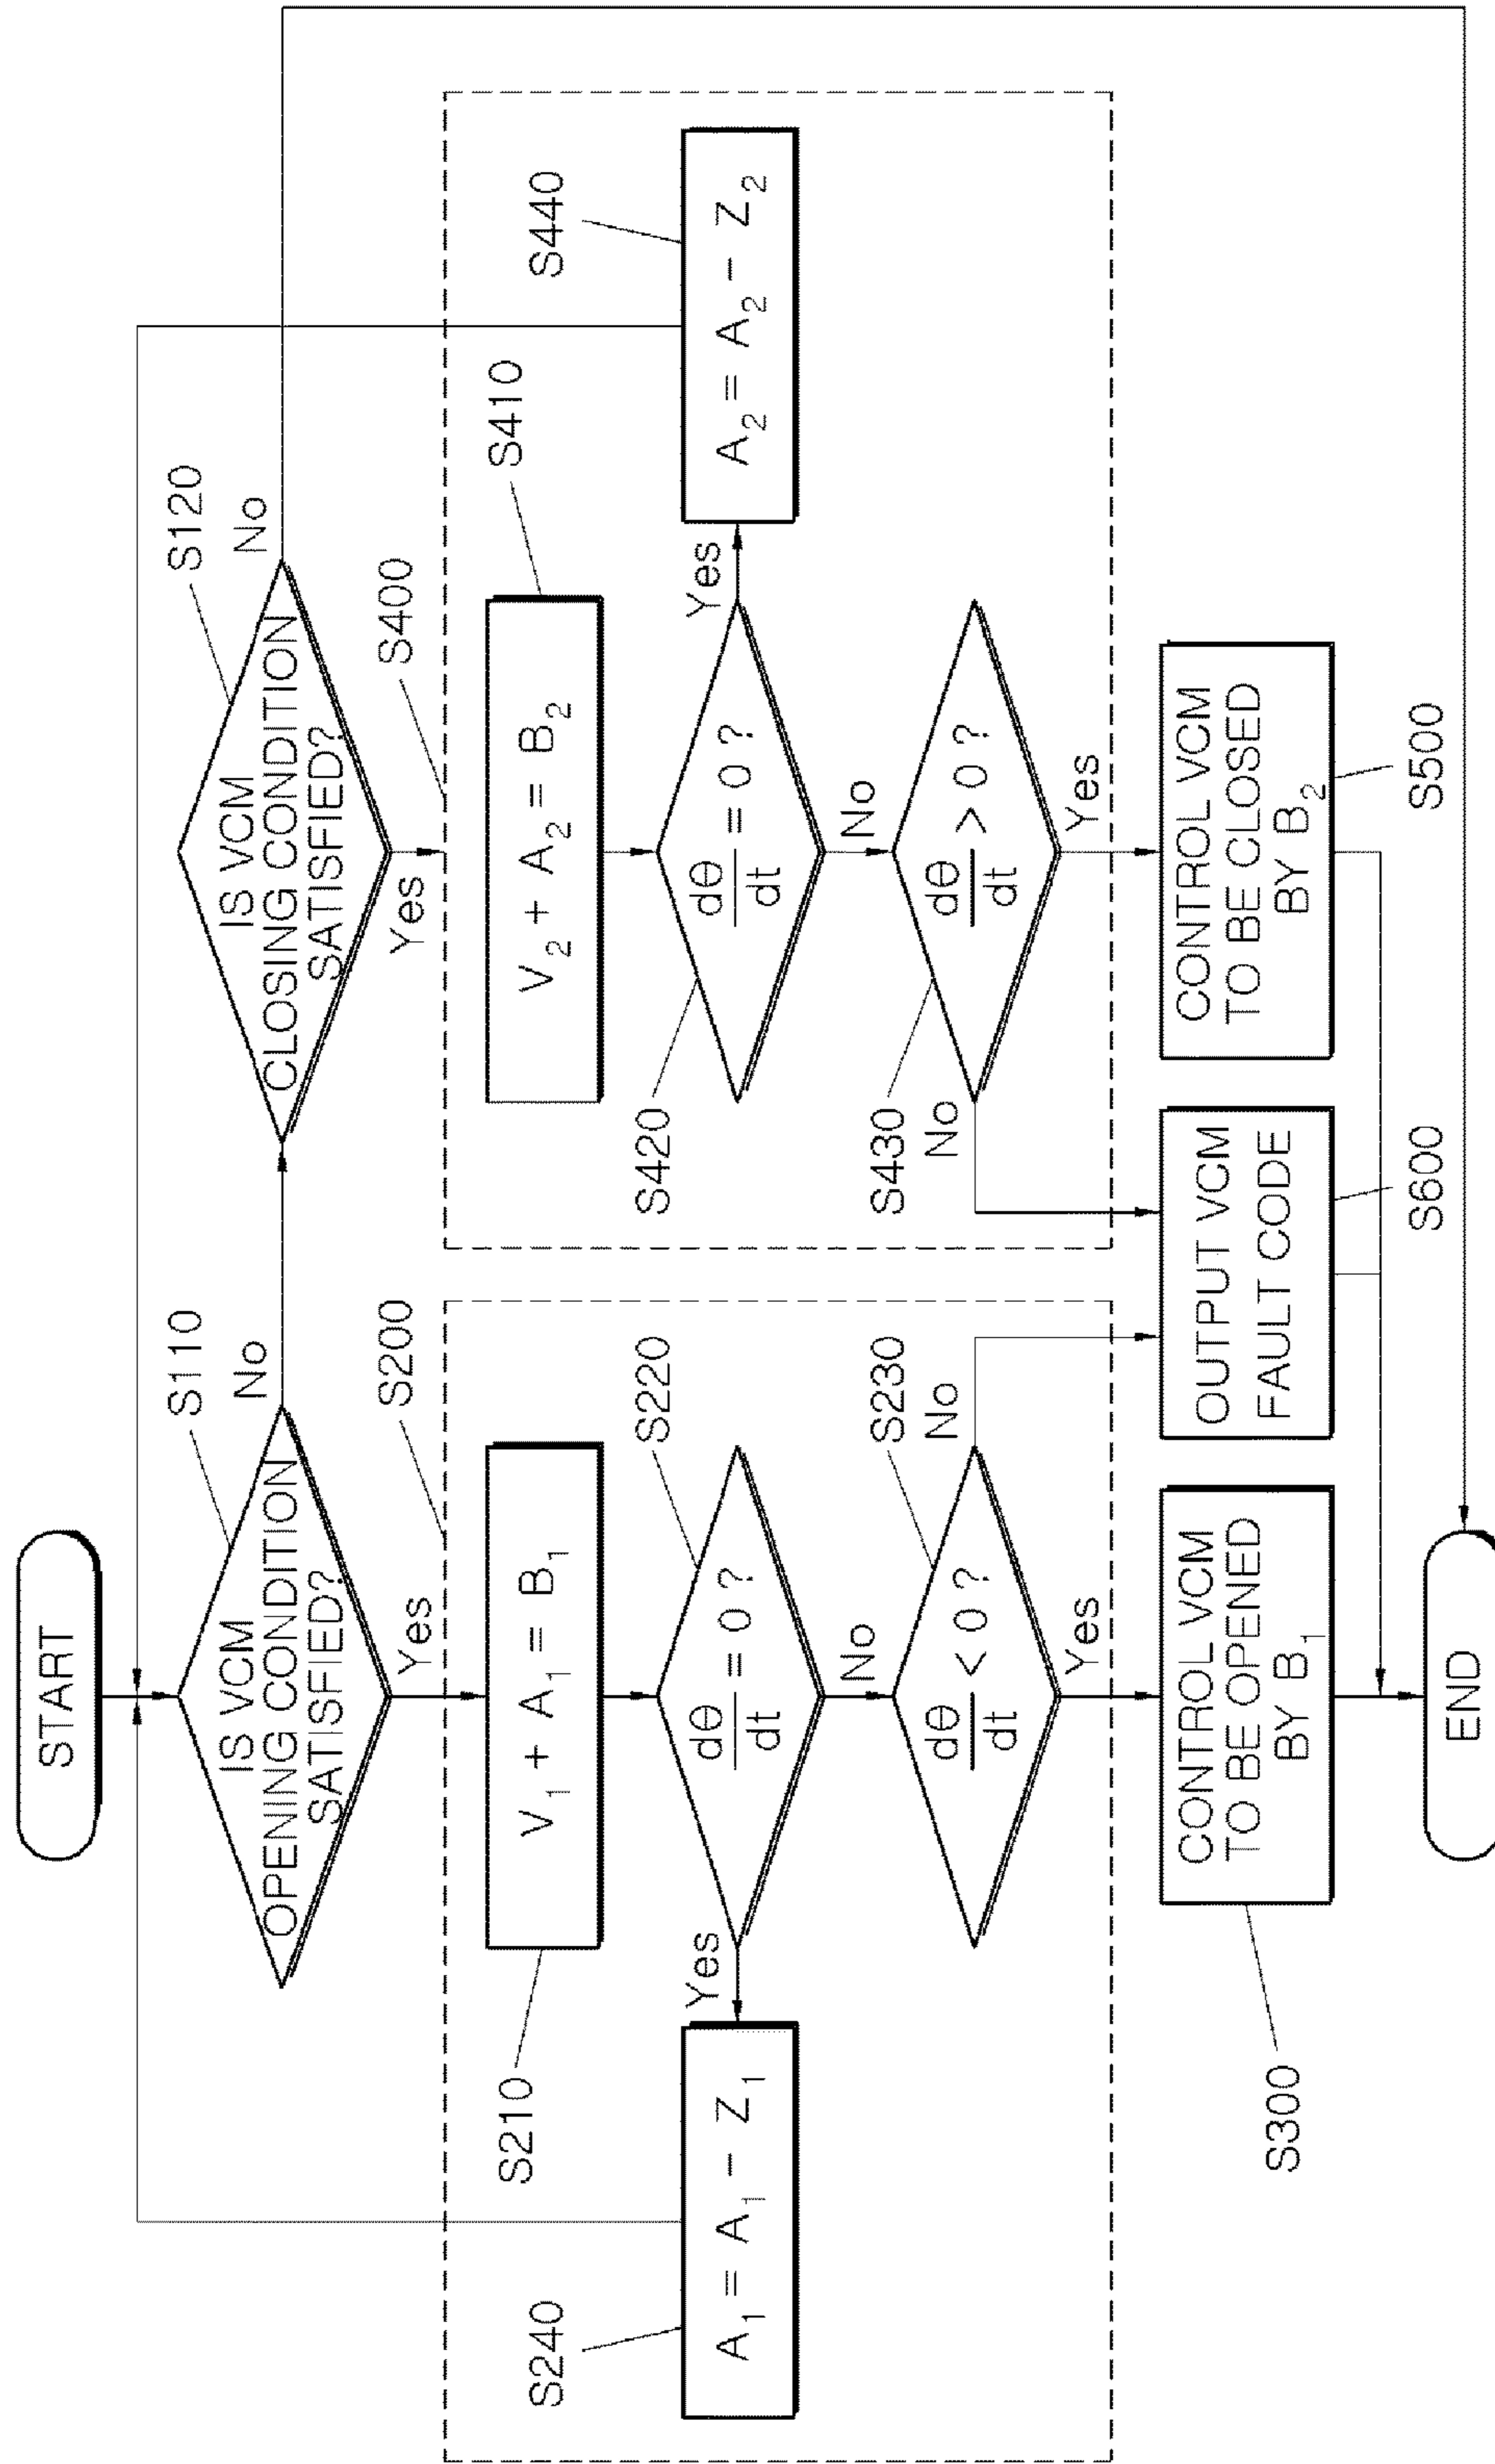 START
S110
IS VCM
OPENING CONDITION
SATISFIED?
No
Yes
S120
IS VCM
CLOSING CONDITION
SATISFIED?
No
Yes
S200
S210
V₁ + A₁ = B₁
S220
dθ
dt
= 0 ?
Yes
No
S240
A₁ = A₁ - Z₁
S230
dθ
dt
< 0 ?
No
Yes
S400
S410
V₂ + A₂ = B₂
S420
dθ
dt
= 0 ?
Yes
No
S440
A₂ = A₂ - Z₂
S430
dθ
dt
> 0 ?
No
Yes
CONTROL VCM
TO BE OPENED
BY B₁
S300
OUTPUT VCM
FAULT CODE
S600
CONTROL VCM
TO BE CLOSED
BY B₂
S500
END